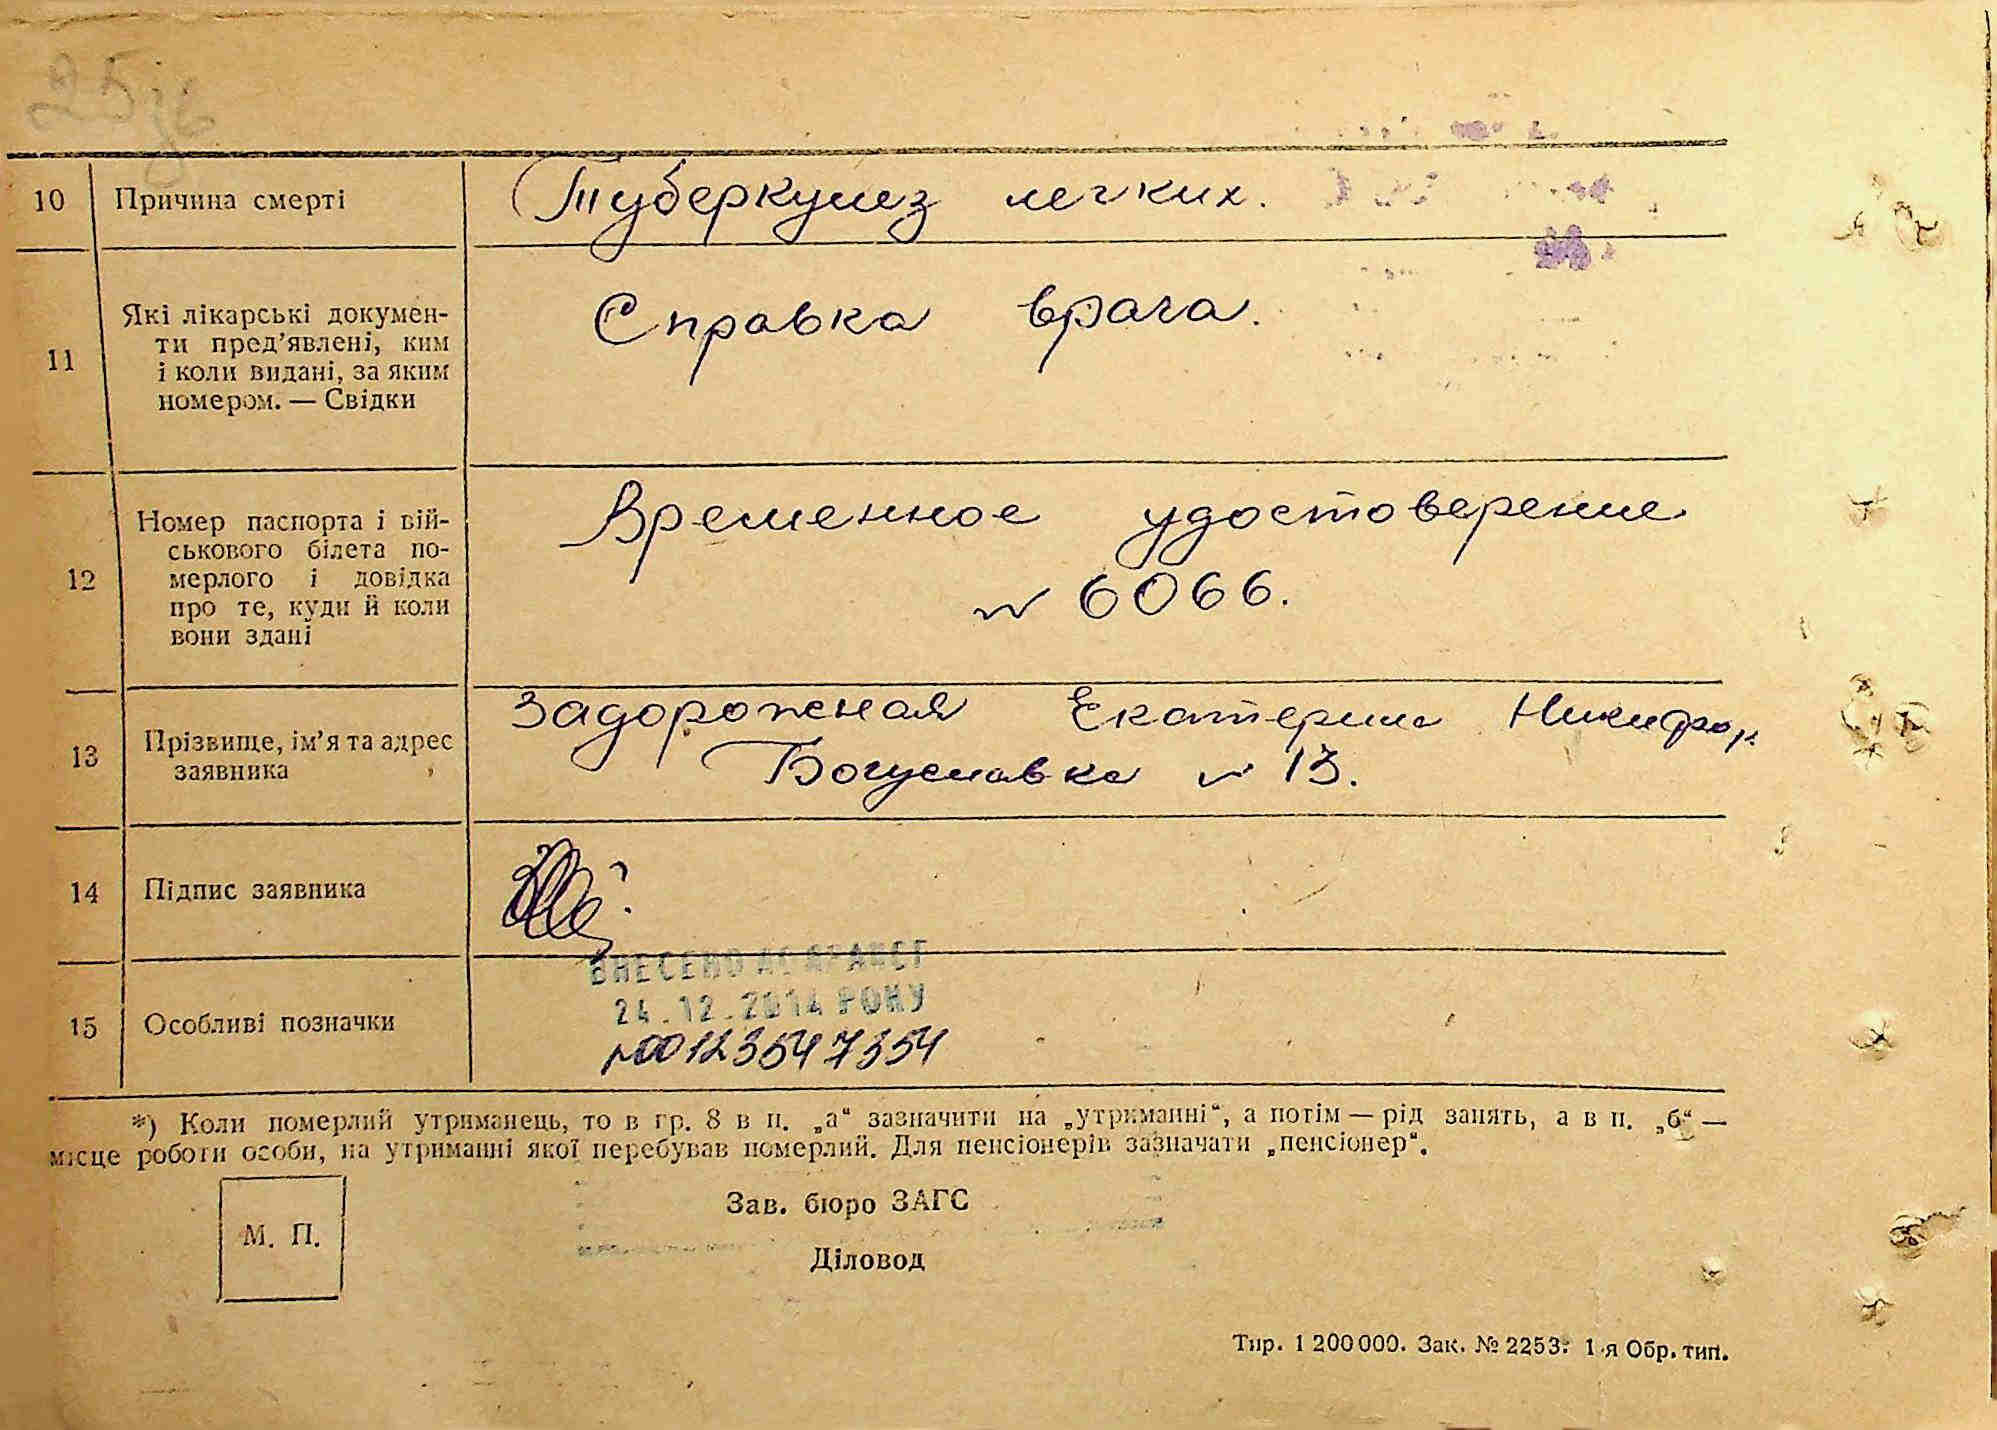 25 зв
10 Причина смерті Туберкулез легких.
11 Які лікарські докумен-
ти пред’явлені, ким
і коли видані, за яким
номером. — Свідки
Справка врача.
12 Номер паспорта і вій-
ськового білета по-
мерлого і довідка
про те, куди й коли
вони здані
Временное удостоверение
№ 6066.
13 Прізвище, ім’я та адрес
заявника
Задорожная Екатерина Никифор.
Богуславка № 13.
14 Підпис заявника
15 Особливі позначки
ВНЕСЕНО ДО ДРАЦСГ
24.12.2014 РОКУ
№00123547354
*) Коли померлий утриманець, то в гр. 8 в п. „а“ зазначити на „утриманні“, а потім — рід занять, а в п. „б“ —
місце роботи особи, на утриманні якої перебував померлий. Для пенсіонерів зазначати „пенсіонер“.
М. П.
Зав. бюро ЗАГС
Діловод
Тир. 1 200 000. Зак. № 2253. 1-я Обр. тип.